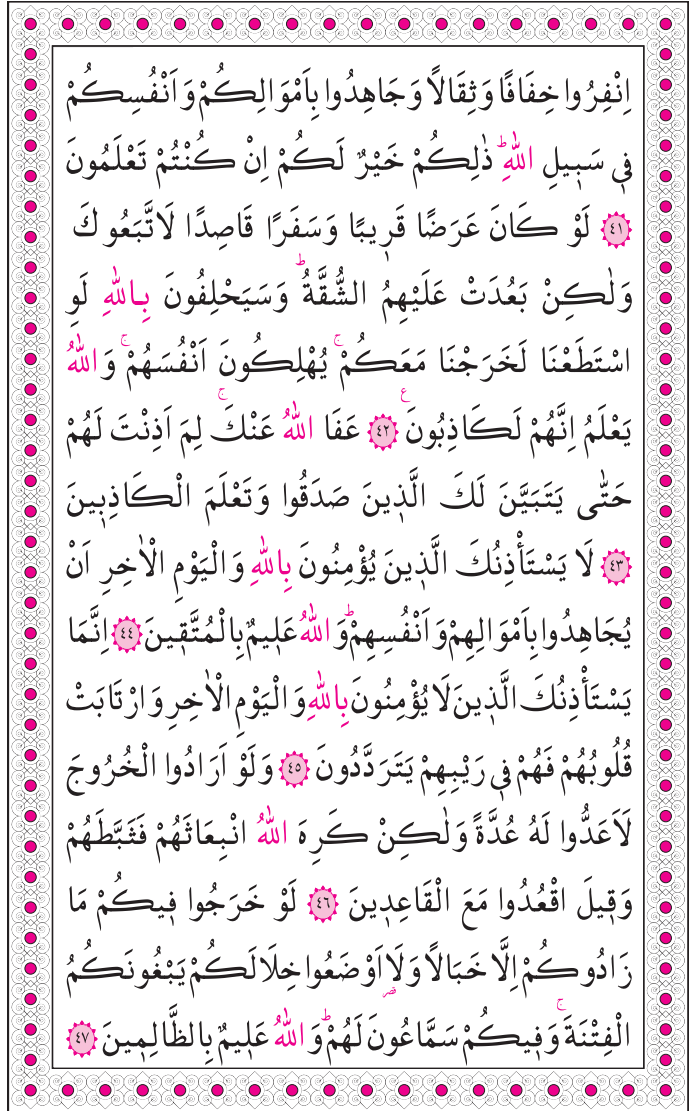 اِنْفِرُوا خِفَافًا وَثِقَالًا وَجَاهِدُوا بِاَمْوَالِكُمْ وَاَنْفُسِكُمْ
فٖي سَبٖيلِ اللّٰهِؕ ذٰلِكُمْ خَيْرٌ لَكُمْ اِنْ كُنْتُمْ تَعْلَمُونَ
﴿٤١﴾ لَوْ كَانَ عَرَضًا قَرٖيبًا وَسَفَرًا قَاصِدًا لَاتَّبَعُوكَ
وَلٰكِنْ بَعُدَتْ عَلَيْهِمُ الشُّقَّةُؕ وَسَيَحْلِفُونَ بِاللّٰهِ لَوِ
اسْتَطَعْنَا لَخَرَجْنَا مَعَكُمْۚ يُهْلِكُونَ اَنْفُسَهُمْۚ وَاللّٰهُ
يَعْلَمُ اِنَّهُمْ لَكَاذِبُونَࣖ ﴿٤٢﴾ عَفَا اللّٰهُ عَنْكَۚ لِمَ اَذِنْتَ لَهُمْ
حَتّٰى يَتَبَيَّنَ لَكَ الَّذٖينَ صَدَقُوا وَتَعْلَمَ الْكَاذِبٖينَ
﴿٤٣﴾ لَا يَسْتَأْذِنُكَ الَّذٖينَ يُؤْمِنُونَ بِاللّٰهِ وَالْيَوْمِ الْاٰخِرِ اَنْ
يُجَاهِدُوا بِاَمْوَالِهِمْ وَاَنْفُسِهِمْؕ وَاللّٰهُ عَلٖيمٌ بِالْمُتَّقٖينَ ﴿٤٤﴾ اِنَّمَا
يَسْتَأْذِنُكَ الَّذٖينَ لَا يُؤْمِنُونَ بِاللّٰهِ وَالْيَوْمِ الْاٰخِرِ وَارْتَابَتْ
قُلُوبُهُمْ فَهُمْ فٖي رَيْبِهِمْ يَتَرَدَّدُونَ ﴿٤٥﴾ وَلَوْ اَرَادُوا الْخُرُوجَ
لَاَعَدُّوا لَهُ عُدَّةً وَلٰكِنْ كَرِهَ اللّٰهُ انْبِعَاثَهُمْ فَثَبَّطَهُمْ
وَقٖيلَ اقْعُدُوا مَعَ الْقَاعِدٖينَ ﴿٤٦﴾ لَوْ خَرَجُوا فٖيكُمْ مَا
زَادُوكُمْ اِلَّا خَبَالًا وَلَا۬اَوْضَعُوا خِلَالَكُمْ يَبْغُونَكُمُ
الْفِتْنَةَۚ وَفٖيكُمْ سَمَّاعُونَ لَهُمْؕ وَاللّٰهُ عَلٖيمٌ بِالظَّالِمٖينَ ﴿٤٧﴾